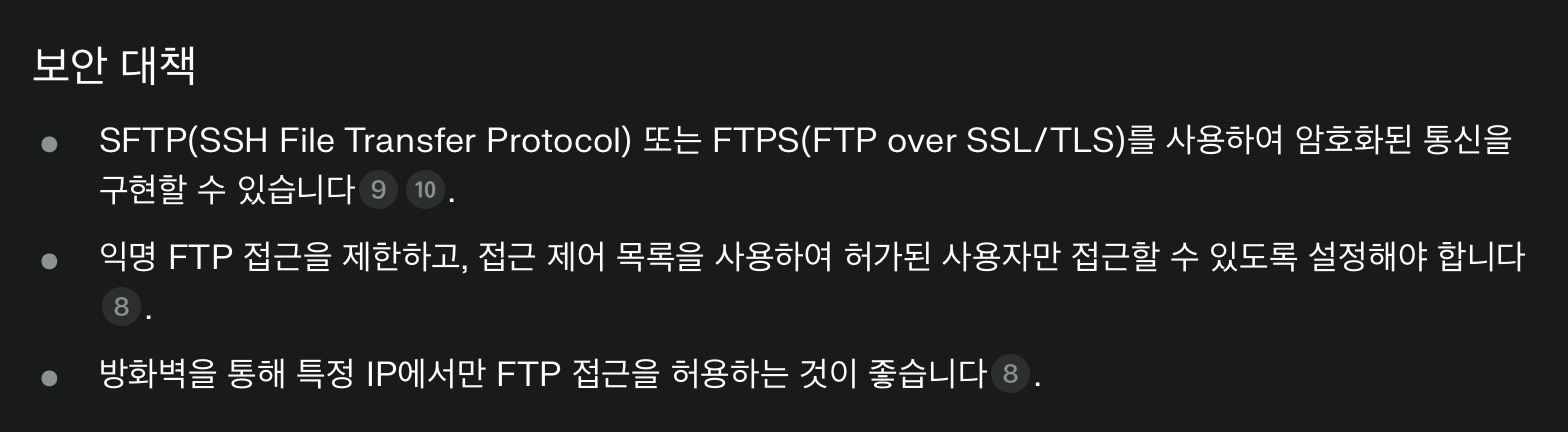 보안 대책
● SFTP(SSH File Transfer Protocol) 또는 FTPS(FTP over SSL/TLS)를 사용하여 암호화된 통신을
구현할 수 있습니다 9 10 .
● 익명 FTP 접근을 제한하고, 접근 제어 목록을 사용하여 허가된 사용자만 접근할 수 있도록 설정해야 합니다
8 .
● 방화벽을 통해 특정 IP에서만 FTP 접근을 허용하는 것이 좋습니다 8 .